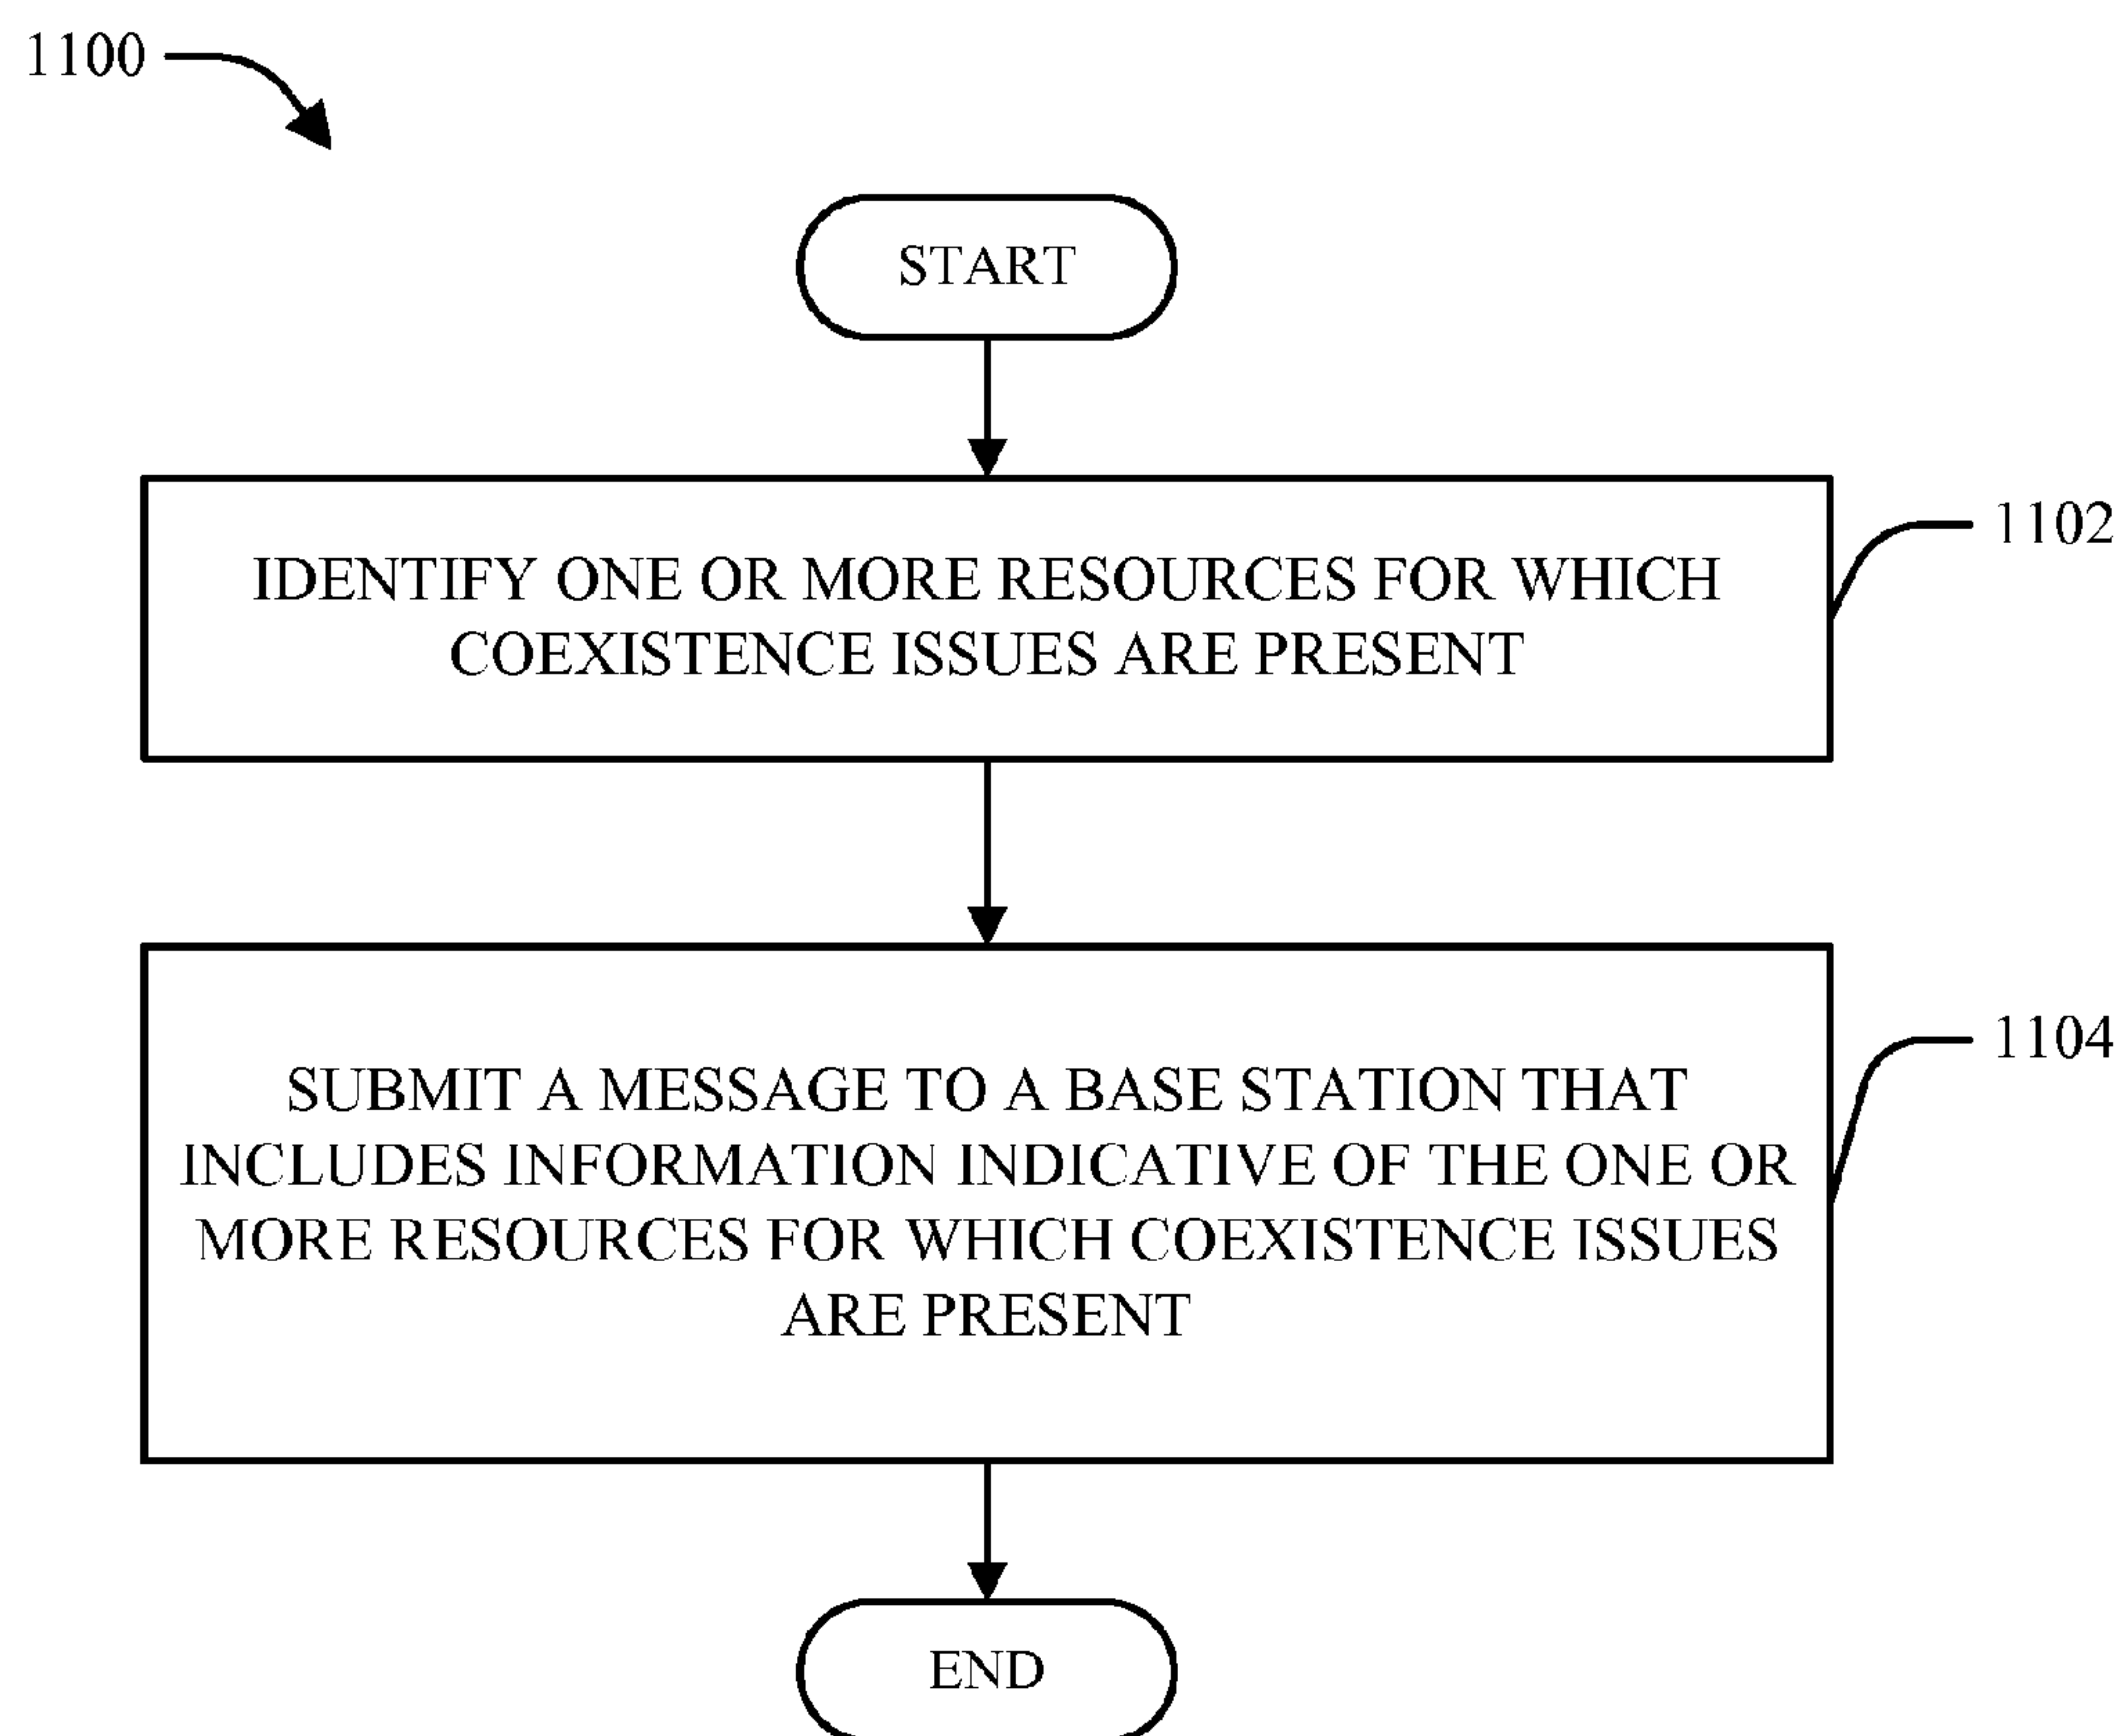 1100
START
IDENTIFY ONE OR MORE RESOURCES FOR WHICH
COEXISTENCE ISSUES ARE PRESENT
1102
SUBMIT A MESSAGE TO A BASE STATION THAT
INCLUDES INFORMATION INDICATIVE OF THE ONE OR
MORE RESOURCES FOR WHICH COEXISTENCE ISSUES
ARE PRESENT
1104
END